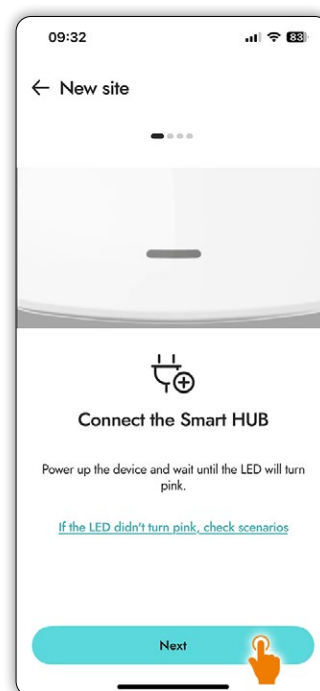 09:32
83
New site
Connect the Smart HUB
Power up the device and wait until the LED will turn
pink.
If the LED didn't turn pink, check scenarios
Next